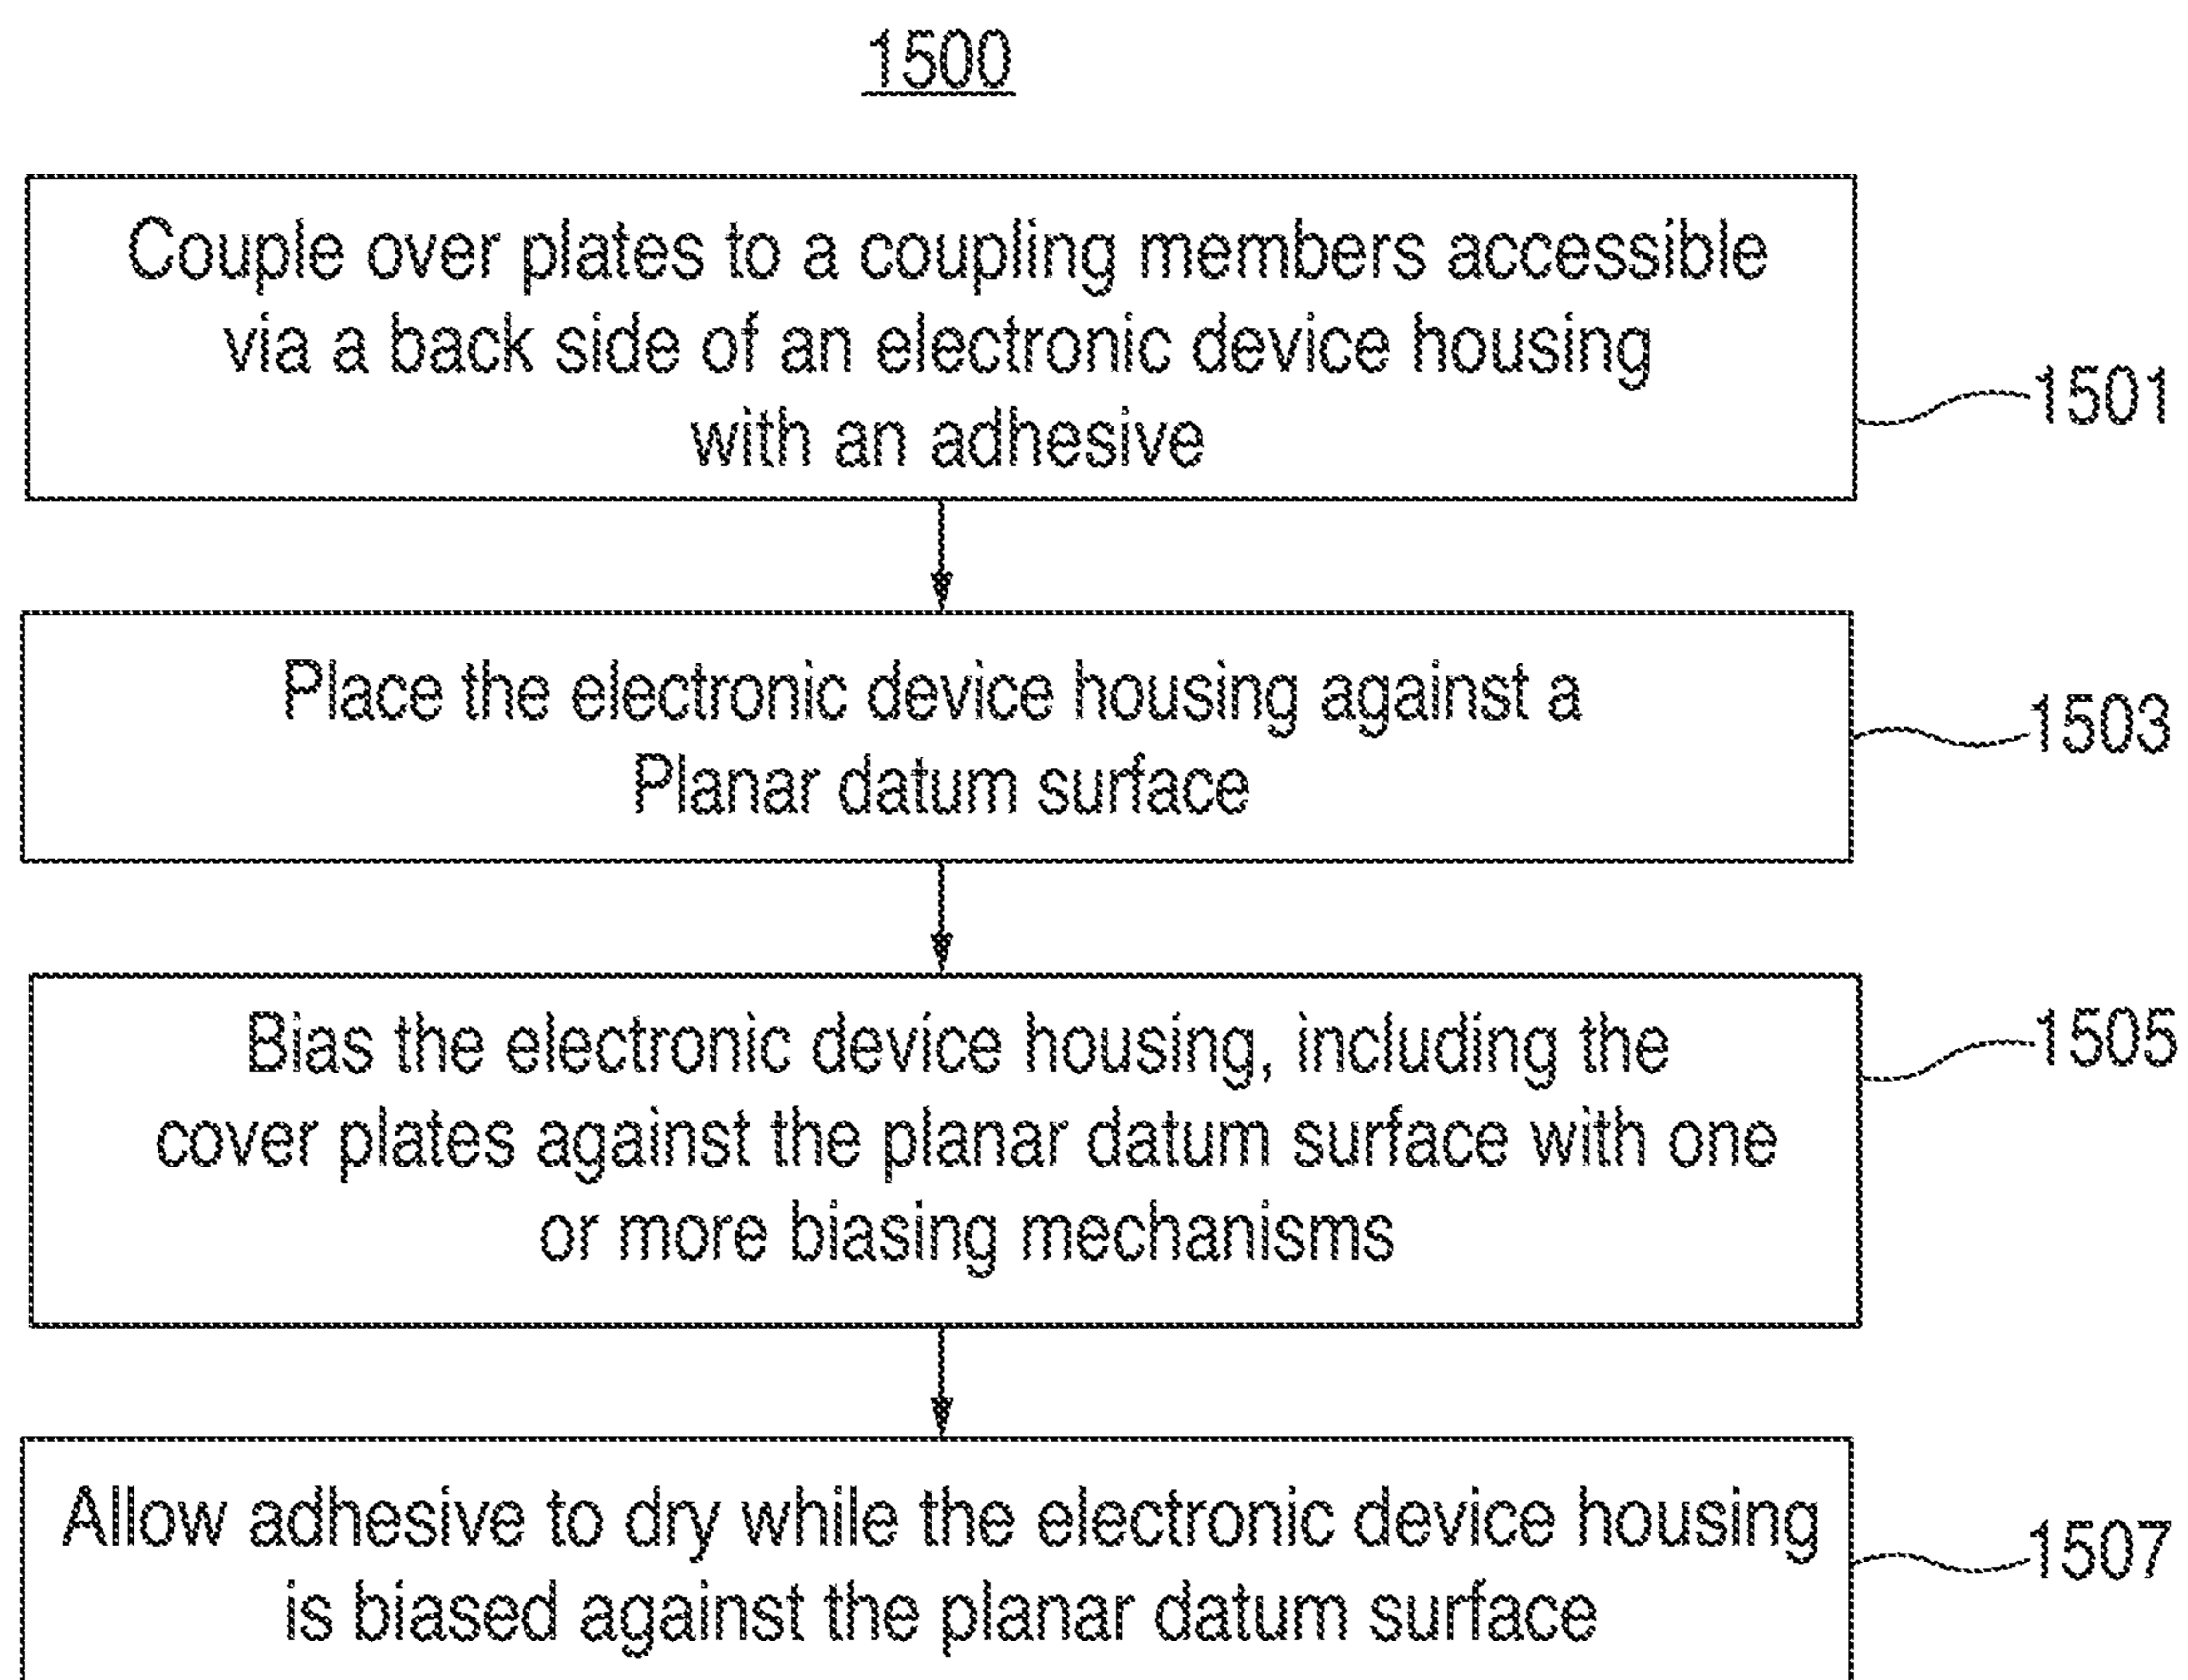 1500
Couple over plates to a coupling members accessible
via a back side of an electronic device housing
with an adhesive
1501
Place the electronic device housing against a
Planar datum surface
1503
Bias the electronic device housing, including the
cover plates against the planar datum surface with one
or more biasing mechanisms
1505
Allow adhesive to dry while the electronic device housing
is biased against the planar datum surface
1507